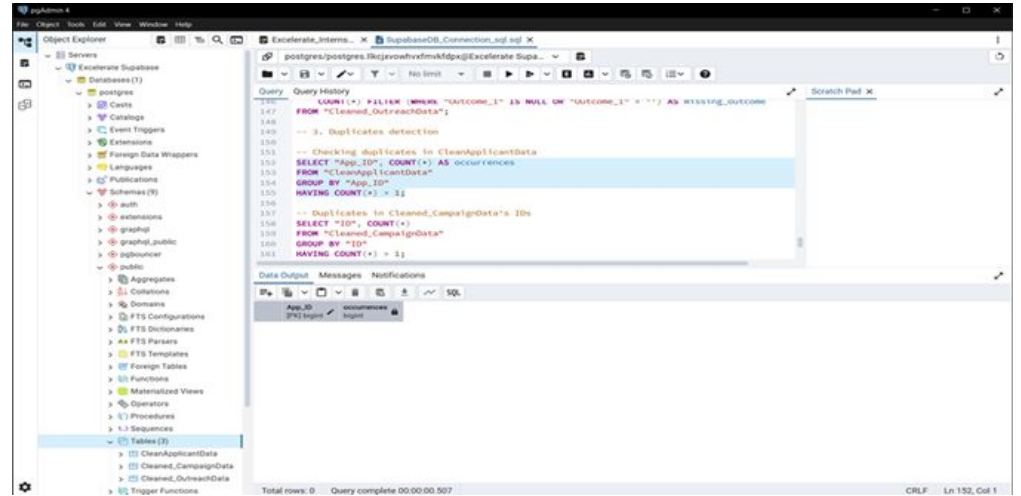 pgAdmin 4
File Object Tools Edit View Window Help
Object Explorer
Excelerate_Interns... X
SupabaseDB_Connection_sql.sql X
Servers
Excelerate Supabase
Databases (1)
postgres
Casts
Catalogs
Event Triggers
Extensions
Foreign Data Wrappers
Languages
Publications
Schemas (9)
auth
extensions
graphql
graphql_public
pgbouncer
public
Aggregates
Collations
Domains
FTS Configurations
FTS Dictionaries
FTS Parsers
FTS Templates
Foreign Tables
Functions
Materialized Views
Operators
Procedures
Sequences
Tables (3)
CleanApplicantData
Cleaned_CampaignData
Cleaned_OutreachData
Trigger Functions
No limit
Query Query History
Scratch Pad X
146 COUNT(*) FILTER (WHERE "Outcome_1" IS NULL OR "Outcome_1" = '') AS missing_outcome
147 FROM "Cleaned_OutreachData";
148
149 -- 3. Duplicates detection
150
151 -- Checking duplicates in CleanApplicantData
152 SELECT "App_ID", COUNT(*) AS occurrences
153 FROM "CleanApplicantData"
154 GROUP BY "App_ID"
155 HAVING COUNT(*) > 1;
156
157 -- Duplicates in Cleaned_CampaignData's IDs
158 SELECT "ID", COUNT(*)
159 FROM "Cleaned_CampaignData"
160 GROUP BY "ID"
161 HAVING COUNT(*) > 1;
Data Output Messages Notifications
SQL
App_ID
[PK] bigint
occurrences
bigint
Total rows: 0 Query complete 00:00:00.507
CRLF Ln 152, Col 1